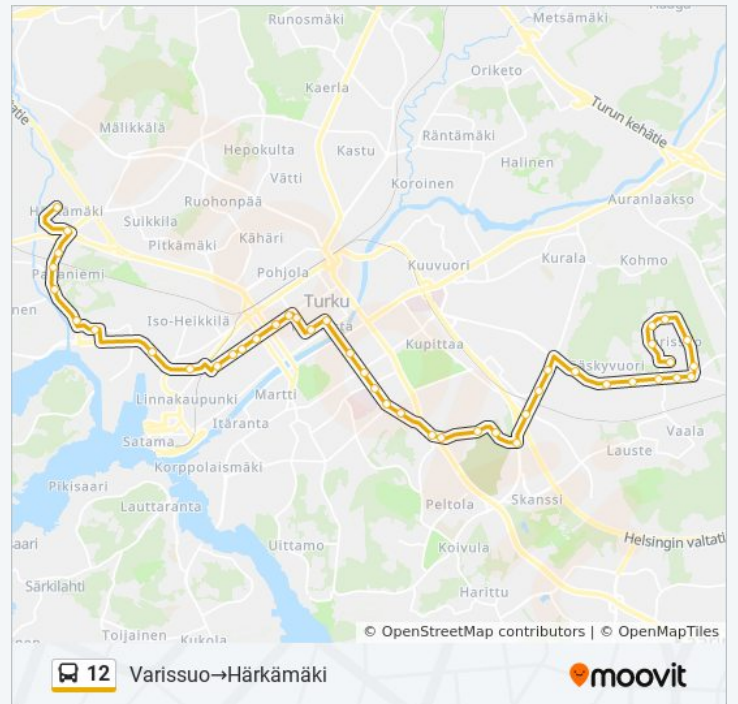 Runosmäki
Metsämäki
Kaerla
Oriketo
Turun kehätie
Mälikkälä
Räntämäki
Hepokulta
Kastu
Halinen
Vätti
Koroinen
Ruohonpää
Auranlaakso
Suikkila
Kähäri
Pitkämäki
Kuuvuori
Kurala
Kohmo
Pohjola
Turku
Iso-Heikkilä
Kupittaa
Pääskyvuori
Linnakaupunki
Martti
Itäranta
Vaala
Satama
Lauste
Korppolaismäki
Pikisaari
Skanssi
Lauttaranta
Peltola
Helsingin valtati
aari
Uittamo
Koivula
Särkilahti
Harittu
Toijainen
Kukola
© OpenStreetMap contributors | © OpenMapTiles
12 Varissuo→Härkämäki
moovit